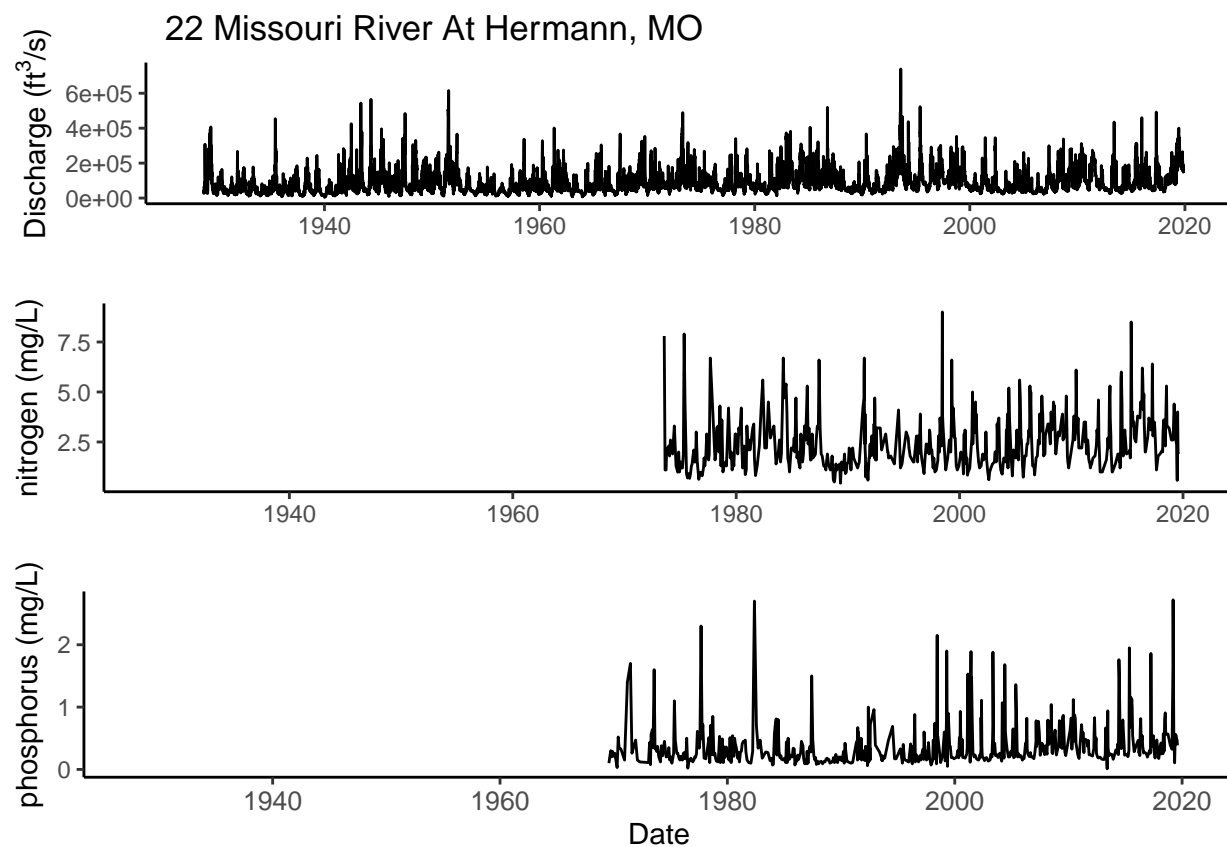 22 Missouri River At Hermann, MO
Discharge (ft³/s)
6e+05
4e+05
2e+05
0e+00
1940 1960 1980 2000 2020
nitrogen (mg/L)
7.5
5.0
2.5
1940 1960 1980 2000 2020
phosphorus (mg/L)
2
1
0
1940 1960 1980 2000 2020
Date